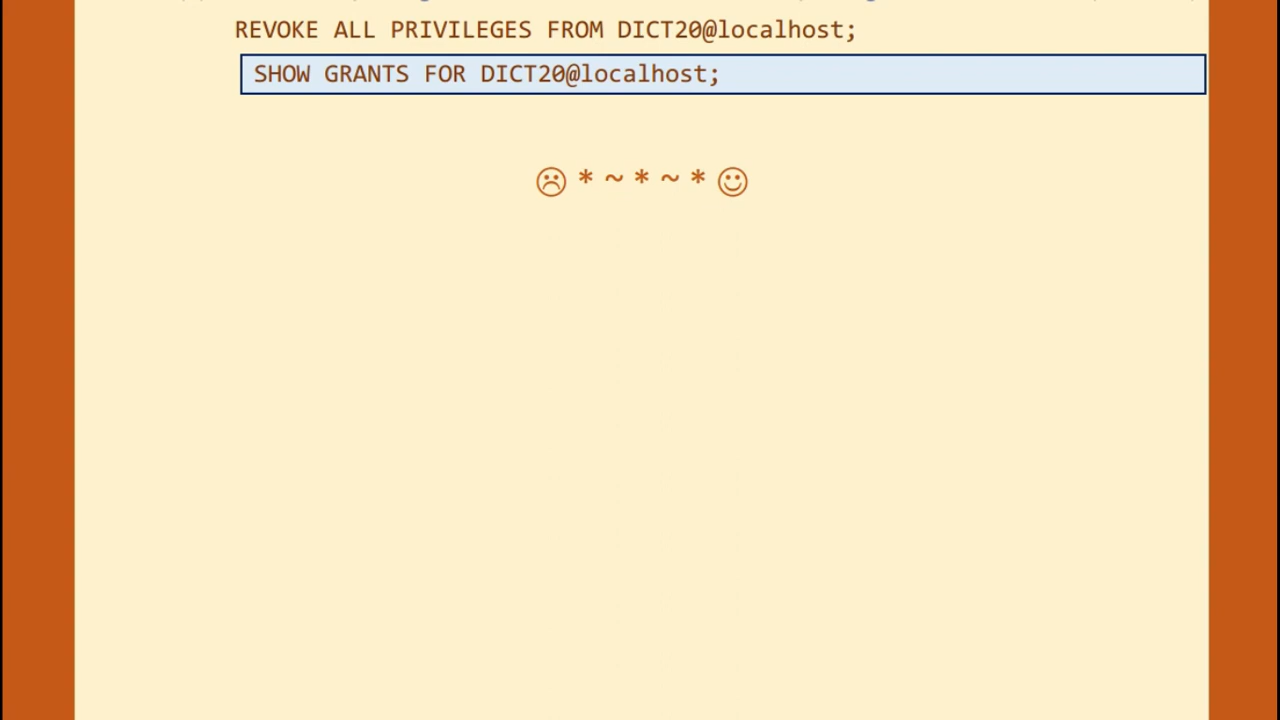 REVOKE ALL PRIVILEGES FROM DICT20@localhost;
SHOW GRANTS FOR DICT20@localhost;
☹ * ~ * ~ * ☺